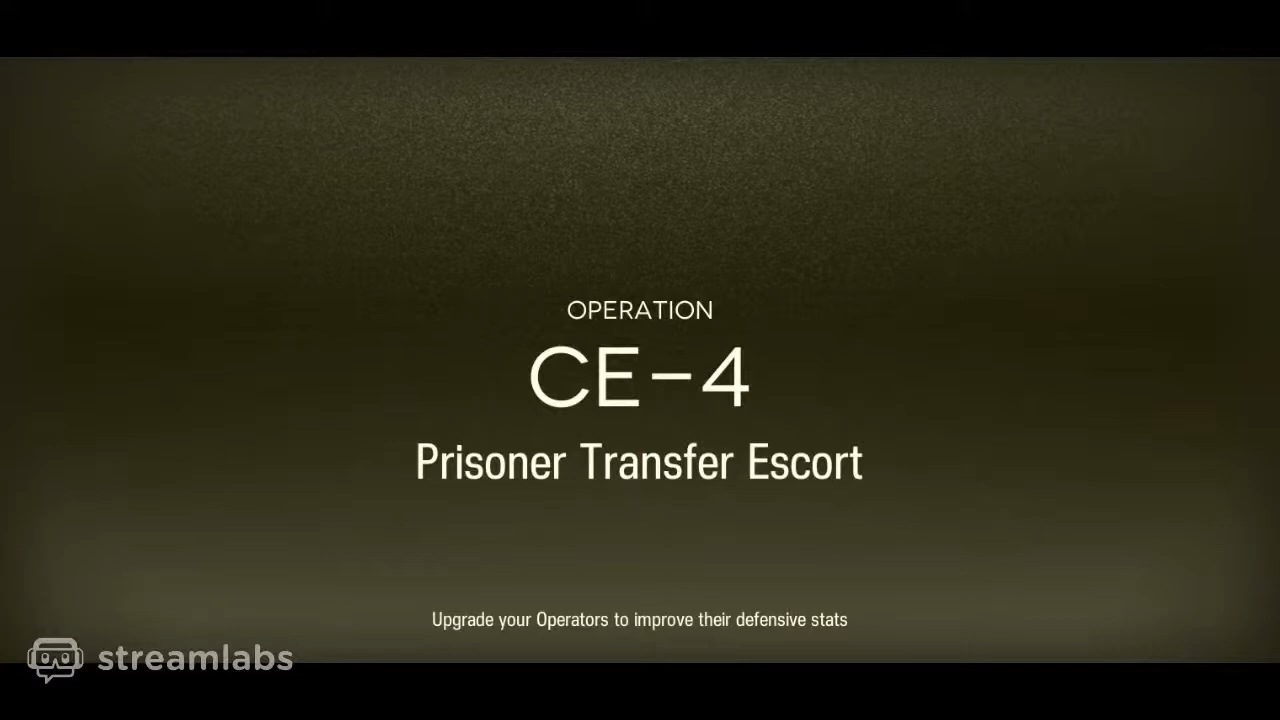 OPERATION
CE-4
Prisoner Transfer Escort
Upgrade your Operators to improve their defensive stats
streamlabs